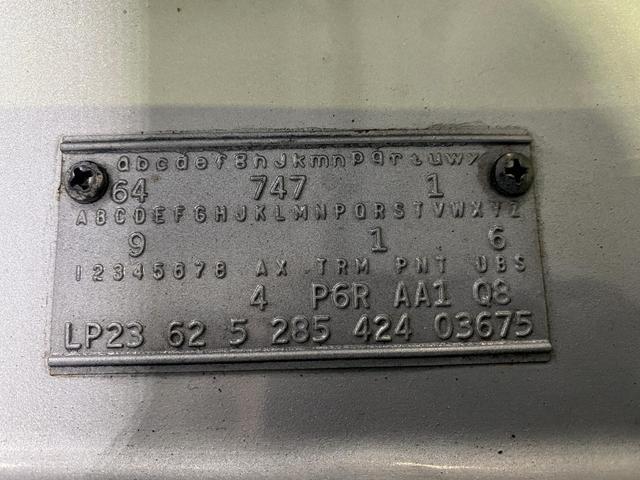 abcdefghjkmnpqrtuwy
64 747 1
ABCDEFGHJKLMNPQRSTVWXYZ
9 1 6
12345678 AX TRM PNT UBS
4 P6R AA1 Q8
LP23 62 5 285 424 03675